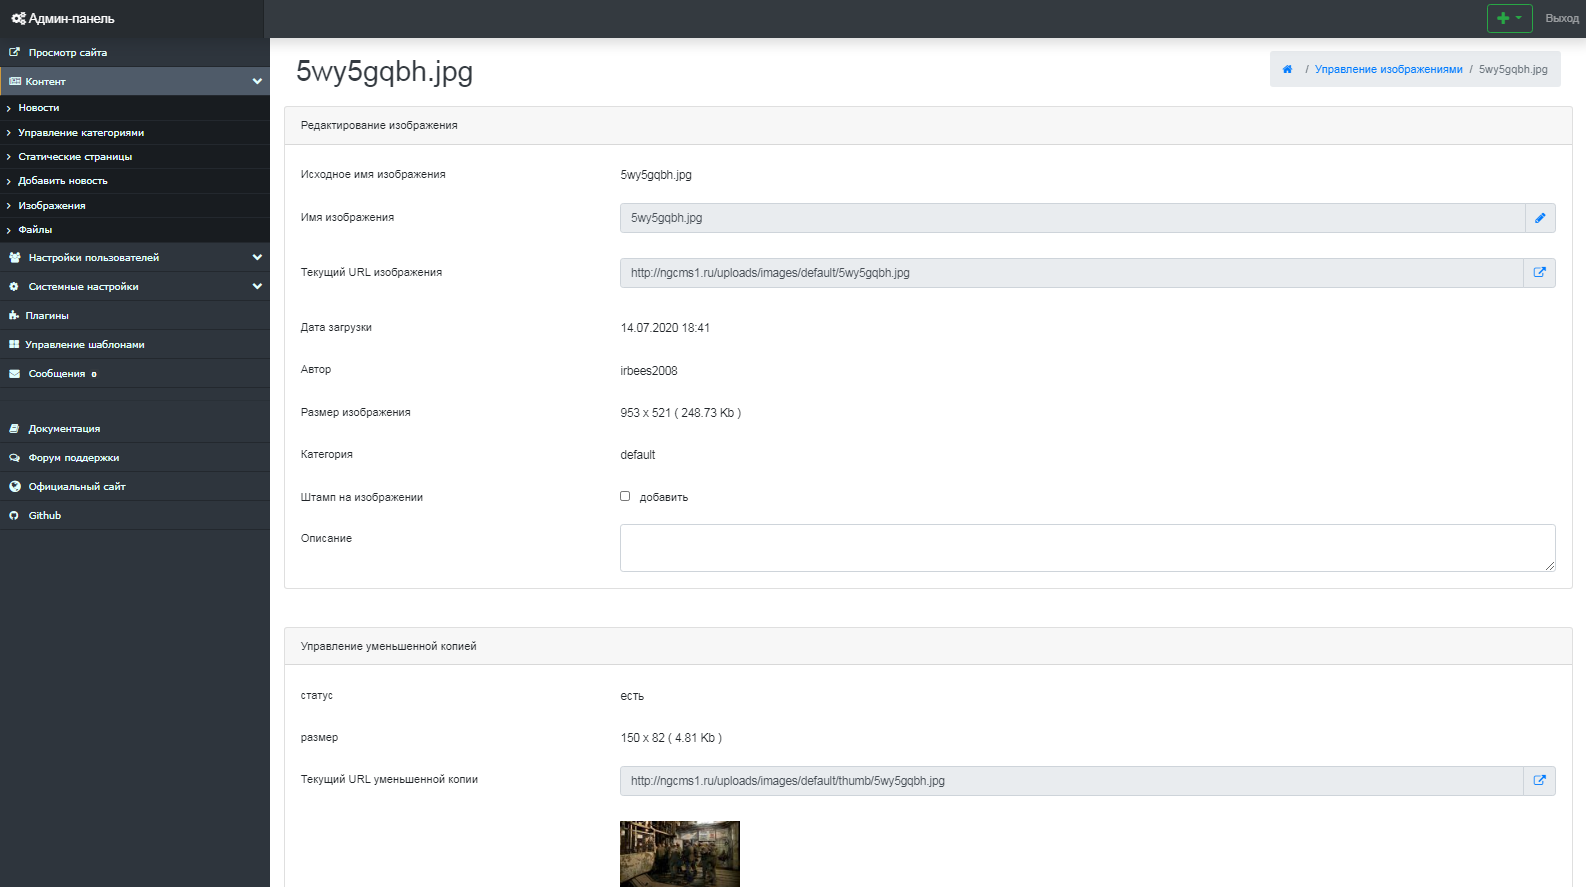 Админ-панель
Выход
Просмотр сайта
Контент
Новости
Управление категориями
Статические страницы
Добавить новость
Изображения
Файлы
Настройки пользователей
Системные настройки
Плагины
Управление шаблонами
Сообщения 0
Документация
Форум поддержки
Официальный сайт
Github
5wy5gqbh.jpg
/ Управление изображениями / 5wy5gqbh.jpg
Редактирование изображения
Исходное имя изображения 5wy5gqbh.jpg
Имя изображения 5wy5gqbh.jpg
Текущий URL изображения http://ngcms1.ru/uploads/images/default/5wy5gqbh.jpg
Дата загрузки 14.07.2020 18:41
Автор irbees2008
Размер изображения 953 x 521 ( 248.73 Kb )
Категория default
Штамп на изображении добавить
Описание
Управление уменьшенной копией
статус есть
размер 150 x 82 ( 4.81 Kb )
Текущий URL уменьшенной копии http://ngcms1.ru/uploads/images/default/thumb/5wy5gqbh.jpg